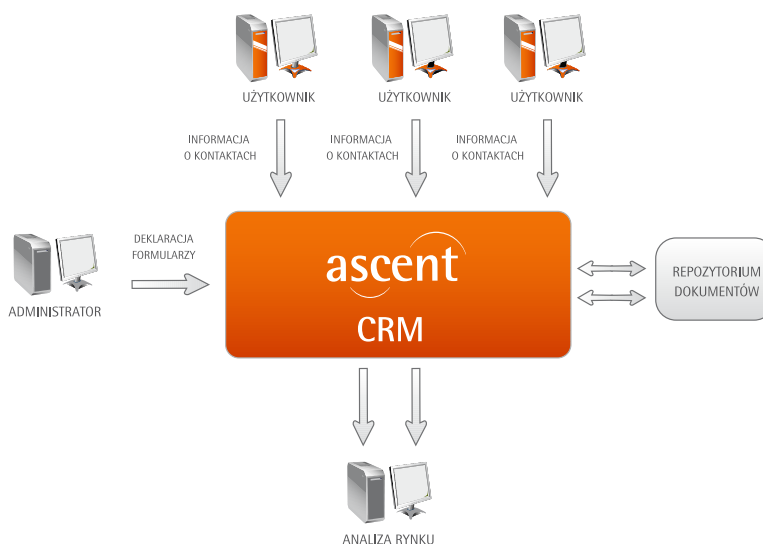 UŻYTKOWNIK
UŻYTKOWNIK
UŻYTKOWNIK
INFORMACJA
O KONTAKTACH
INFORMACJA
O KONTAKTACH
INFORMACJA
O KONTAKTACH
DEKLARACJA
FORMULARZY
ADMINISTRATOR
ascent
CRM
REPOZYTORIUM
DOKUMENTÓW
ANALIZA RYNKU